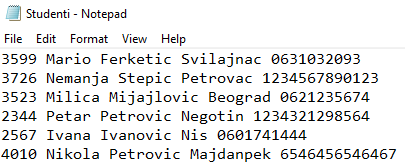 Studenti - Notepad
File Edit Format View Help
3599 Mario Ferketic Svilajnac 0631032093
3726 Nemanja Stepic Petrovac 1234567890123
3523 Milica Mijajlovic Beograd 0621235674
2344 Petar Petrovic Negotin 1234321298564
2567 Ivana Ivanovic Nis 0601741444
4010 Nikola Petrovic Majdanpek 6546456546467